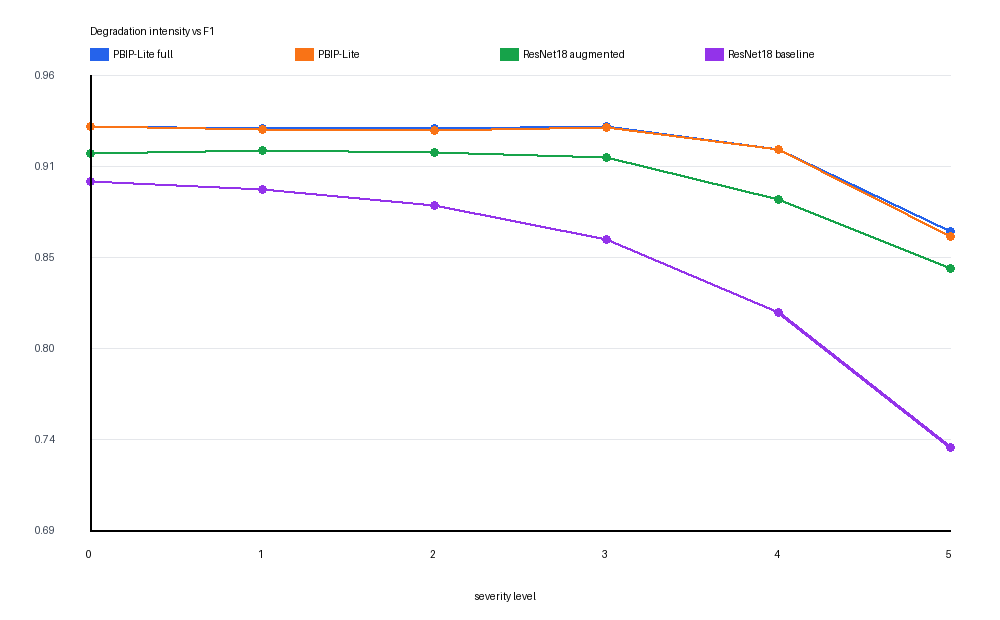 Degradation intensity vs F1
PBIP-Lite full PBIP-Lite ResNet18 augmented ResNet18 baseline
0.96
0.91
0.85
0.80
0.74
0.69
0 1 2 3 4 5
severity level